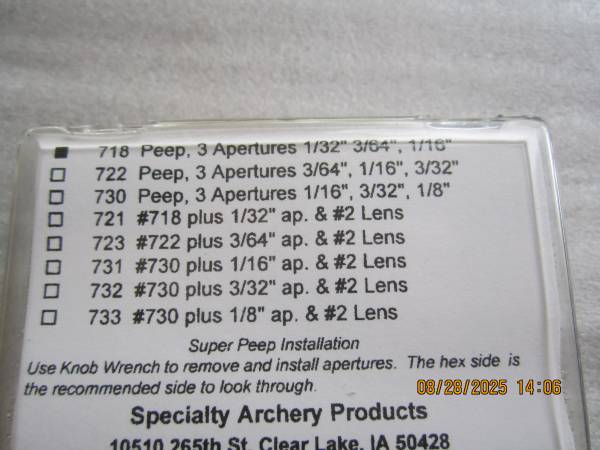 ■ 718 Peep, 3 Apertures 1/32" 3/64", 1/16"
☐ 722 Peep, 3 Apertures 3/64", 1/16", 3/32"
☐ 730 Peep, 3 Apertures 1/16", 3/32", 1/8"
☐ 721 #718 plus 1/32" ap. & #2 Lens
☐ 723 #722 plus 3/64" ap. & #2 Lens
☐ 731 #730 plus 1/16" ap. & #2 Lens
☐ 732 #730 plus 3/32" ap. & #2 Lens
☐ 733 #730 plus 1/8" ap. & #2 Lens
Super Peep Installation
Use Knob Wrench to remove and install apertures. The hex side is
the recommended side to look through.
Specialty Archery Products
10510 265th St. Clear Lake, IA 50428
08/28/2025 14:06